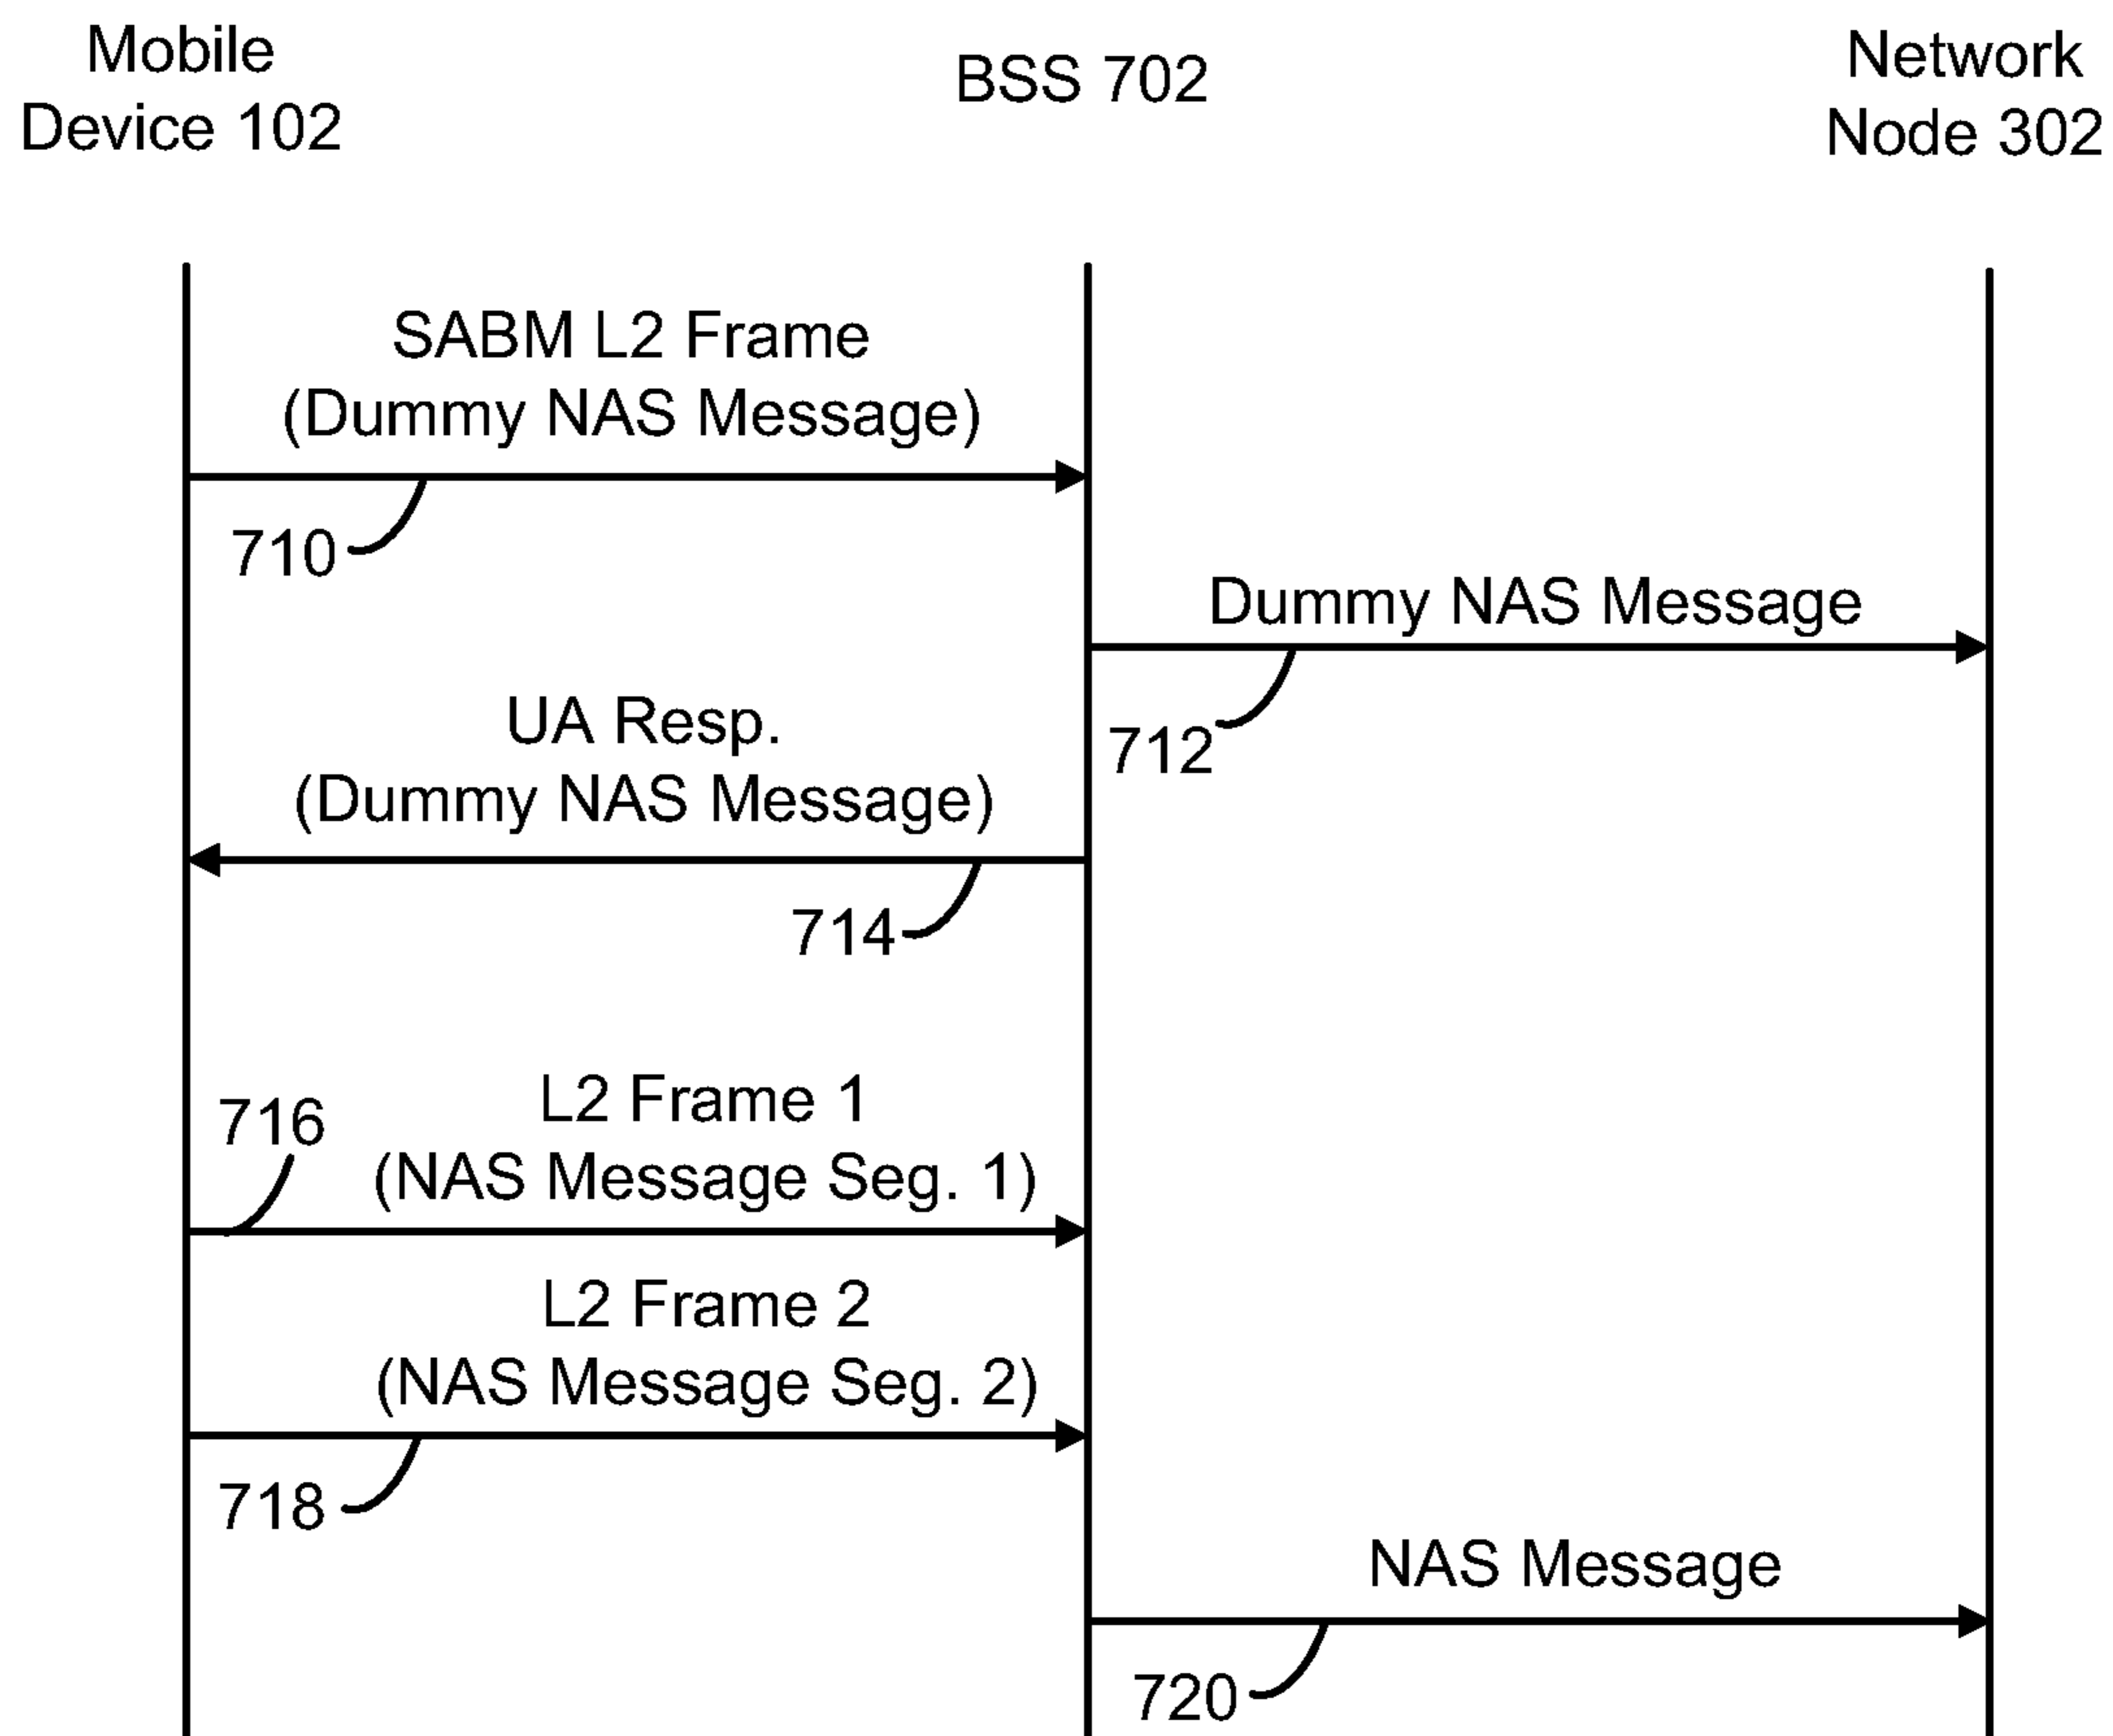 Mobile
Device 102
BSS 702
Network
Node 302
SABM L2 Frame
(Dummy NAS Message)
710
Dummy NAS Message
712
UA Resp.
(Dummy NAS Message)
714
716
L2 Frame 1
(NAS Message Seg. 1)
L2 Frame 2
(NAS Message Seg. 2)
718
NAS Message
720